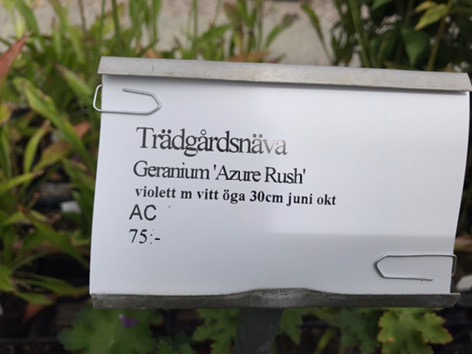 Trädgårdsnäva
Geranium 'Azure Rush'
violett m vitt öga 30cm juni okt
AC
75:-